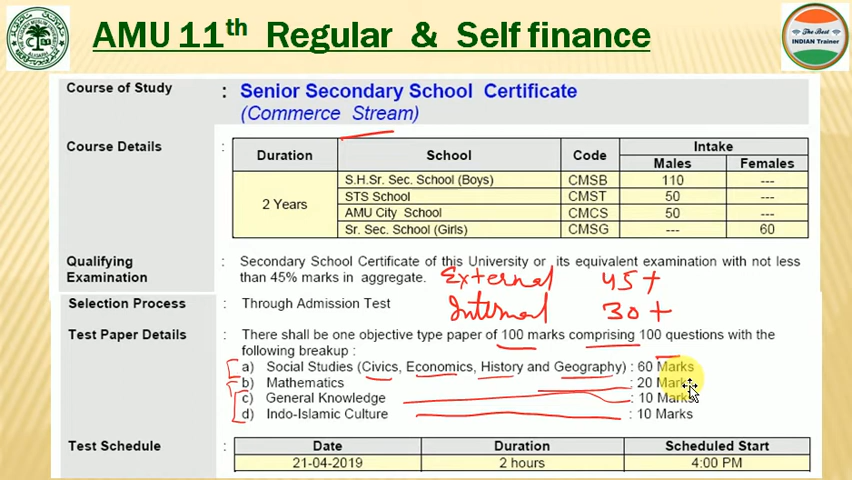 AMU 11th Regular & Self finance
The Best
INDIAN Trainer
Course of Study : Senior Secondary School Certificate
(Commerce Stream)
Course Details :
Duration School Code Intake
Males Females
2 Years
S.H.Sr. Sec. School (Boys) CMSB 110 ---
STS School CMST 50 ---
AMU City School CMCS 50 ---
Sr. Sec. School (Girls) CMSG --- 60
Qualifying Examination : Secondary School Certificate of this University or its equivalent examination with not less
than 45% marks in aggregate.
External 45+
Internal 30+
Selection Process : Through Admission Test
Test Paper Details : There shall be one objective type paper of 100 marks comprising 100 questions with the
following breakup :
a) Social Studies (Civics, Economics, History and Geography) : 60 Marks
b) Mathematics : 20 Marks
c) General Knowledge : 10 Marks
d) Indo-Islamic Culture : 10 Marks
Test Schedule :
Date Duration Scheduled Start
21-04-2019 2 hours 4:00 PM